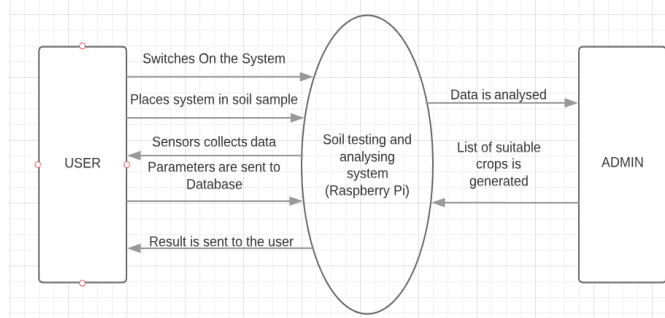 Switches On the System
Places system in soil sample
Sensors collects data
Parameters are sent to
Database
Result is sent to the user
USER
Soil testing and
analysing
system
(Raspberry Pi)
Data is analysed
List of suitable
crops is
generated
ADMIN